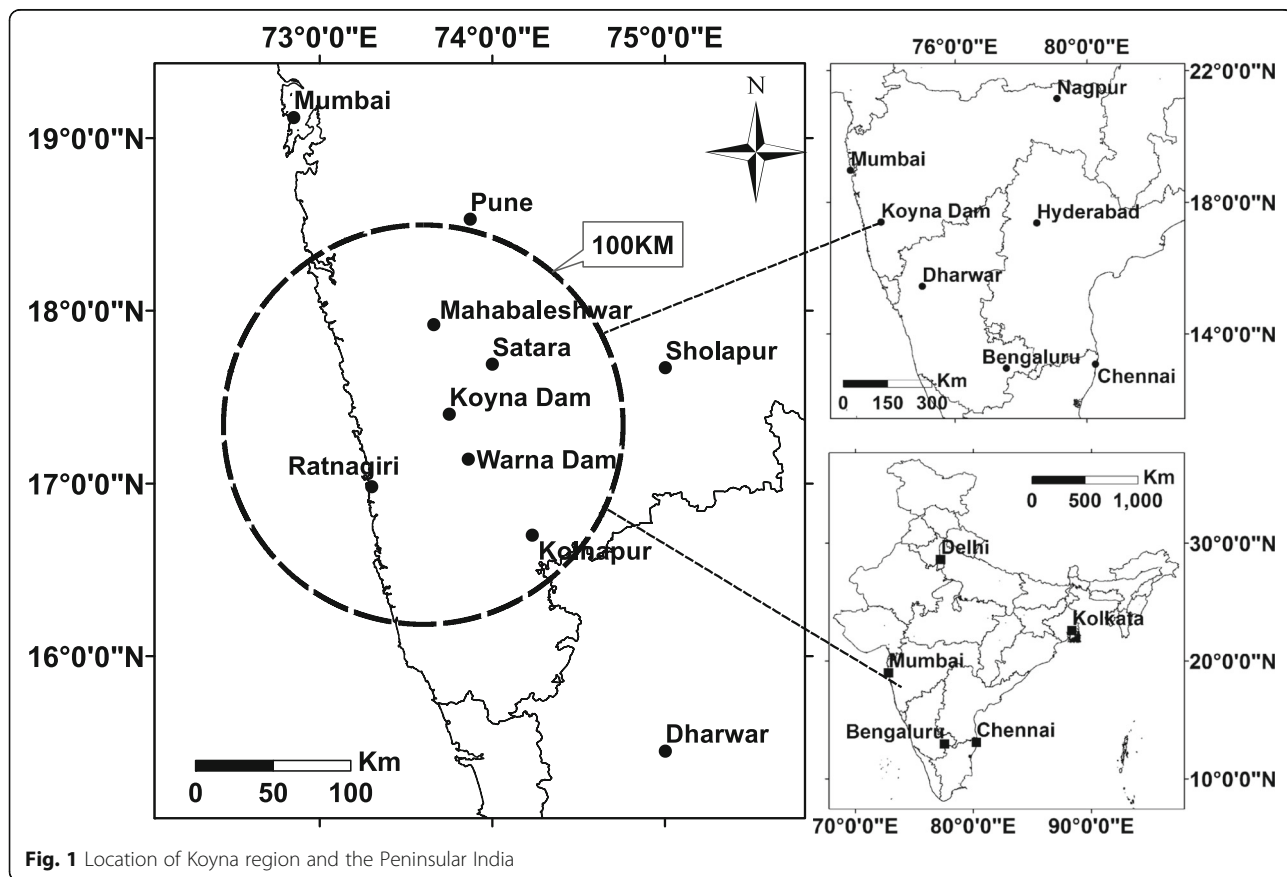 73°0'0"E 74°0'0"E 75°0'0"E
19°0'0"N
18°0'0"N
17°0'0"N
16°0'0"N
Mumbai
N
Pune
100KM
Mahabaleshwar
Satara
Sholapur
Koyna Dam
Ratnagiri
Warna Dam
Kolhapur
Dharwar
Km
0 50 100
76°0'0"E 80°0'0"E
22°0'0"N
18°0'0"N
14°0'0"N
Nagpur
Mumbai
Koyna Dam
Hyderabad
Dharwar
Bengaluru
Chennai
Km
0 150 300
Km
0 500 1,000
30°0'0"N
20°0'0"N
10°0'0"N
Delhi
Kolkata
Mumbai
Bengaluru
Chennai
70°0'0"E 80°0'0"E 90°0'0"E
Fig. 1 Location of Koyna region and the Peninsular India